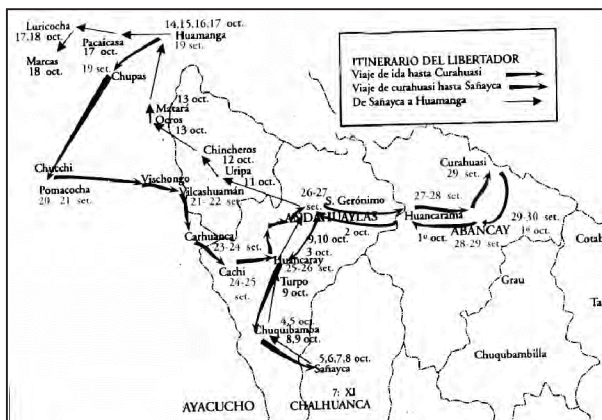 Luricocha
17,18 oct.
Marcas
18 oct.
Pacaicasa
17 oct.
14,15,16,17 oct.
Huamanga
19 set.
19 set.
Chupas
ITINERARIO DEL LIBERTADOR
Viaje de ida hasta Curahuasi
Viaje de curahuasi hasta Sañayca
De Sañayca a Huamanga
13 oct.
Matará
Ocros
13 oct.
Chincheros
12 oct.
Uripa
11 oct.
Chucchi
Pomacocha
20 21 set.
Vischongo
Vilcashuamán
21-22 set.
Carhuanca
23-24 set.
Cachi
24-25
set.
26-27
set.
S. Gerónimo
ANDAHUAYLAS
2 oct.
9,10 oct.
3 oct.
Huancaray
25-26 set.
Turpo
9 oct.
4,5 oct.
Chuquibamba
8,9 oct.
5,6,7,8 oct.
Sañayca
27-28 set.
Huancarama
Curahuasi
29 set.
1º oct.
ABANCAY
28-29 set.
29-30 set.
1º oct.
Cotab
Grau
Ta
Chuquibambilla
7: XI
AYACUCHO
CHALHUANCA